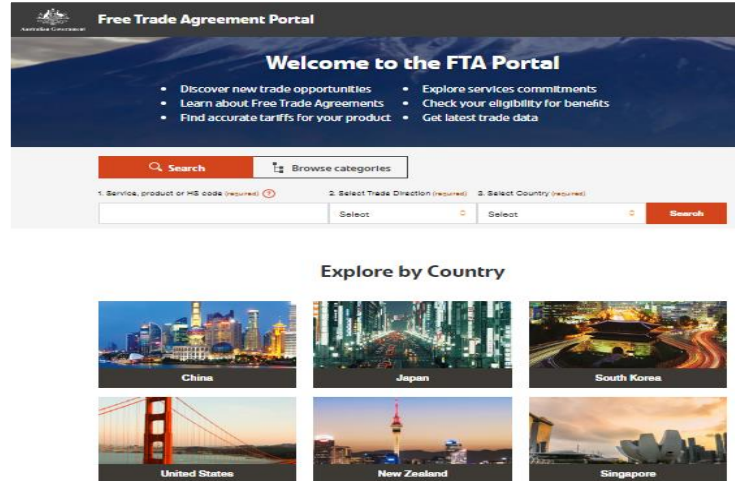 Australian Government
Free Trade Agreement Portal
Welcome to the FTA Portal
• Discover new trade opportunities
• Learn about Free Trade Agreements
• Find accurate tariffs for your product
• Explore services commitments
• Check your eligibility for benefits
• Get latest trade data
Search
Browse categories
1. Service, product or HS code (required) ?
2. Select Trade Direction (required)
3. Select Country (required)
Select
Select
Search
Explore by Country
China
Japan
South Korea
United States
New Zealand
Singapore